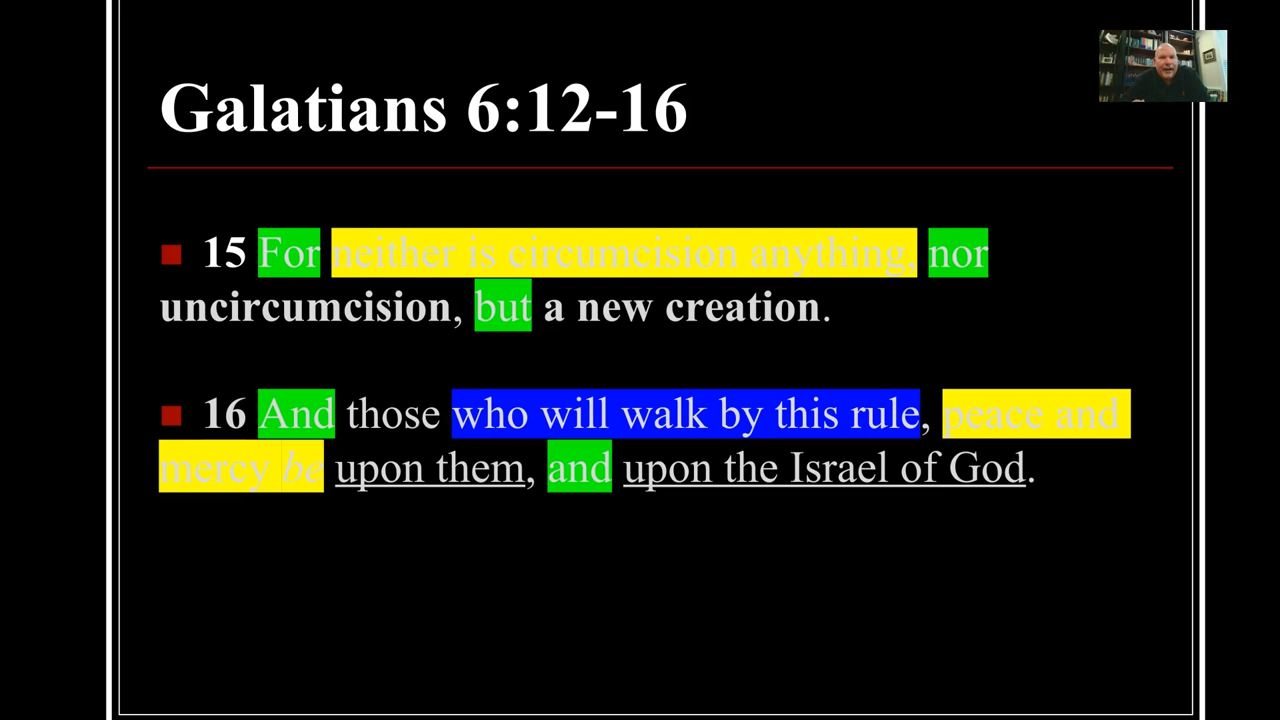 Galatians 6:12-16
15 For neither is circumcision anything, nor
uncircumcision, but a new creation.
16 And those who will walk by this rule, peace and
mercy be upon them, and upon the Israel of God.